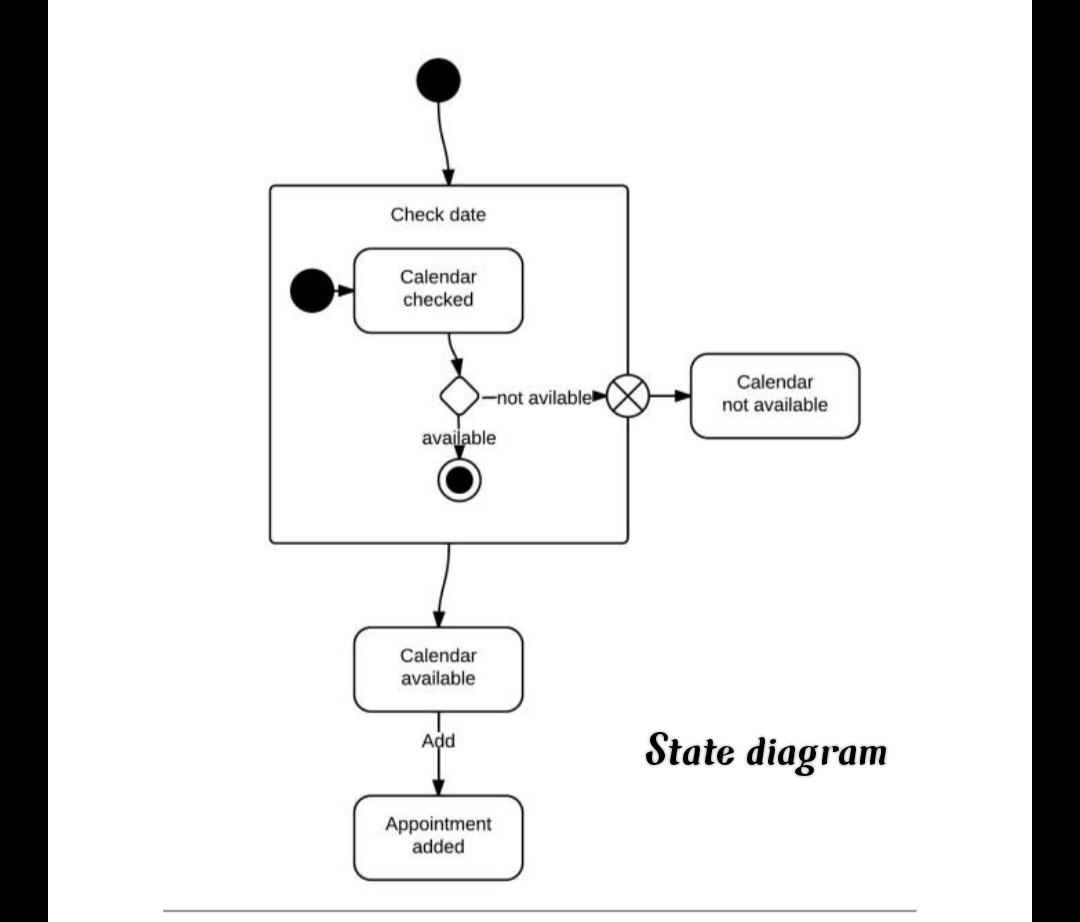 Check date
Calendar
checked
not avilable
Calendar
not available
available
Calendar
available
Add
State diagram
Appointment
added